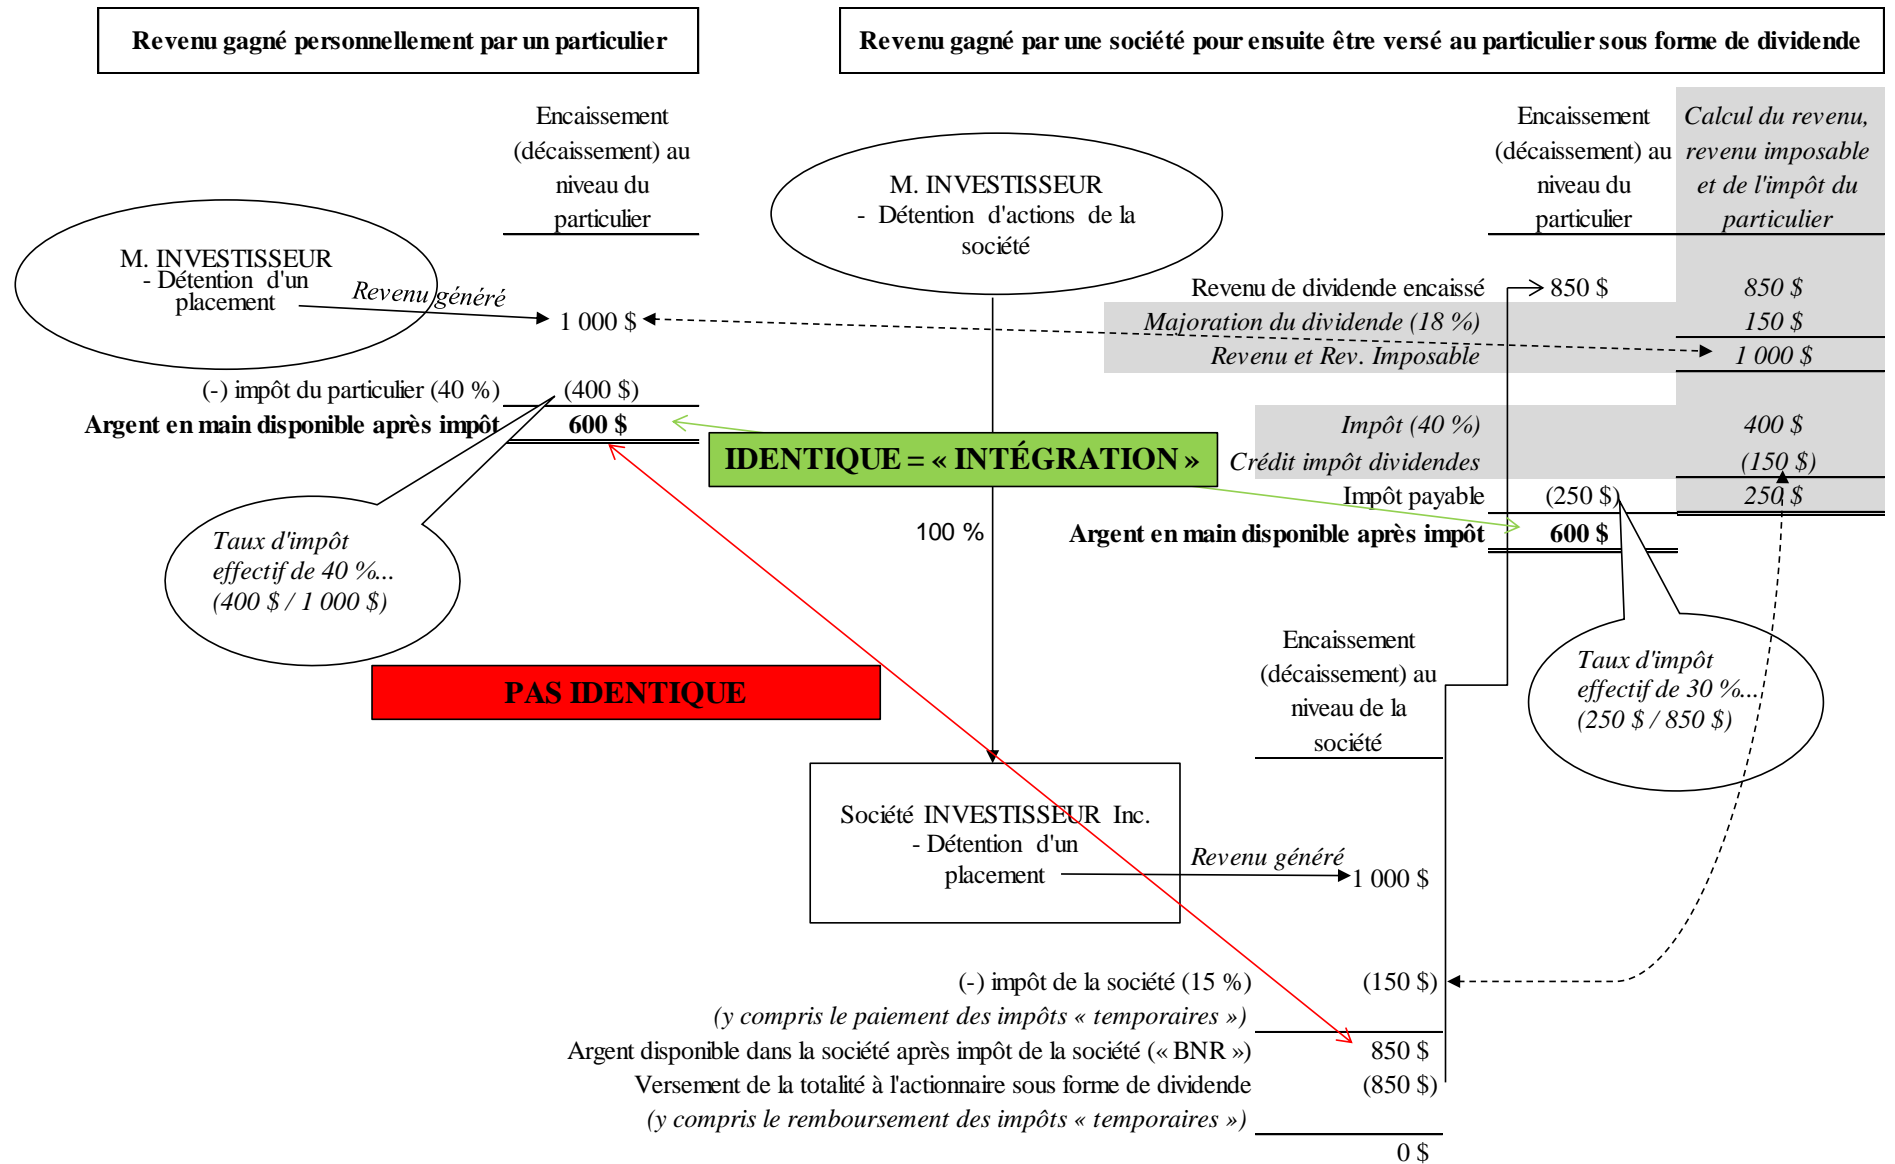 Revenu gagné personnellement par un particulier
Revenu gagné par une société pour ensuite être versé au particulier sous forme de dividende
Encaissement
(décaissement) au
niveau du
particulier
M. INVESTISSEUR
- Détention d'un
placement
Revenu généré
1 000 $
(-) impôt du particulier (40 %) (400 $)
Argent en main disponible après impôt 600 $
Taux d'impôt
effectif de 40 %...
(400 $ / 1 000 $)
M. INVESTISSEUR
- Détention d'actions de la
société
Encaissement
(décaissement) au
niveau du
particulier
Calcul du revenu,
revenu imposable
et de l'impôt du
particulier
Revenu de dividende encaissé 850 $ 850 $
Majoration du dividende (18 %) 150 $
Revenu et Rev. Imposable 1 000 $
Impôt (40 %) 400 $
Crédit impôt dividendes (150 $)
Impôt payable (250 $) 250 $
Argent en main disponible après impôt 600 $
IDENTIQUE = « INTÉGRATION »
100 %
Taux d'impôt
effectif de 30 %...
(250 $ / 850 $)
PAS IDENTIQUE
Encaissement
(décaissement) au
niveau de la
société
Société INVESTISSEUR Inc.
- Détention d'un
placement
Revenu généré
1 000 $
(-) impôt de la société (15 %) (150 $)
(y compris le paiement des impôts « temporaires »)
Argent disponible dans la société après impôt de la société (« BNR ») 850 $
Versement de la totalité à l'actionnaire sous forme de dividende (850 $)
(y compris le remboursement des impôts « temporaires »)
0 $